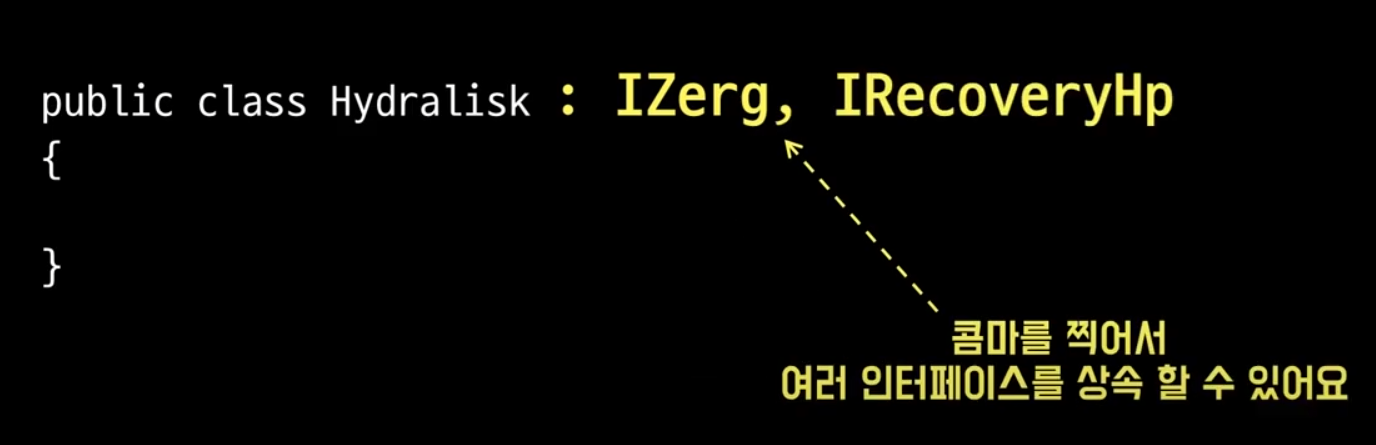 public class Hydralisk : IZerg, IRecoveryHp
{
}
콤마를 찍어서
여러 인터페이스를 상속 할 수 있어요